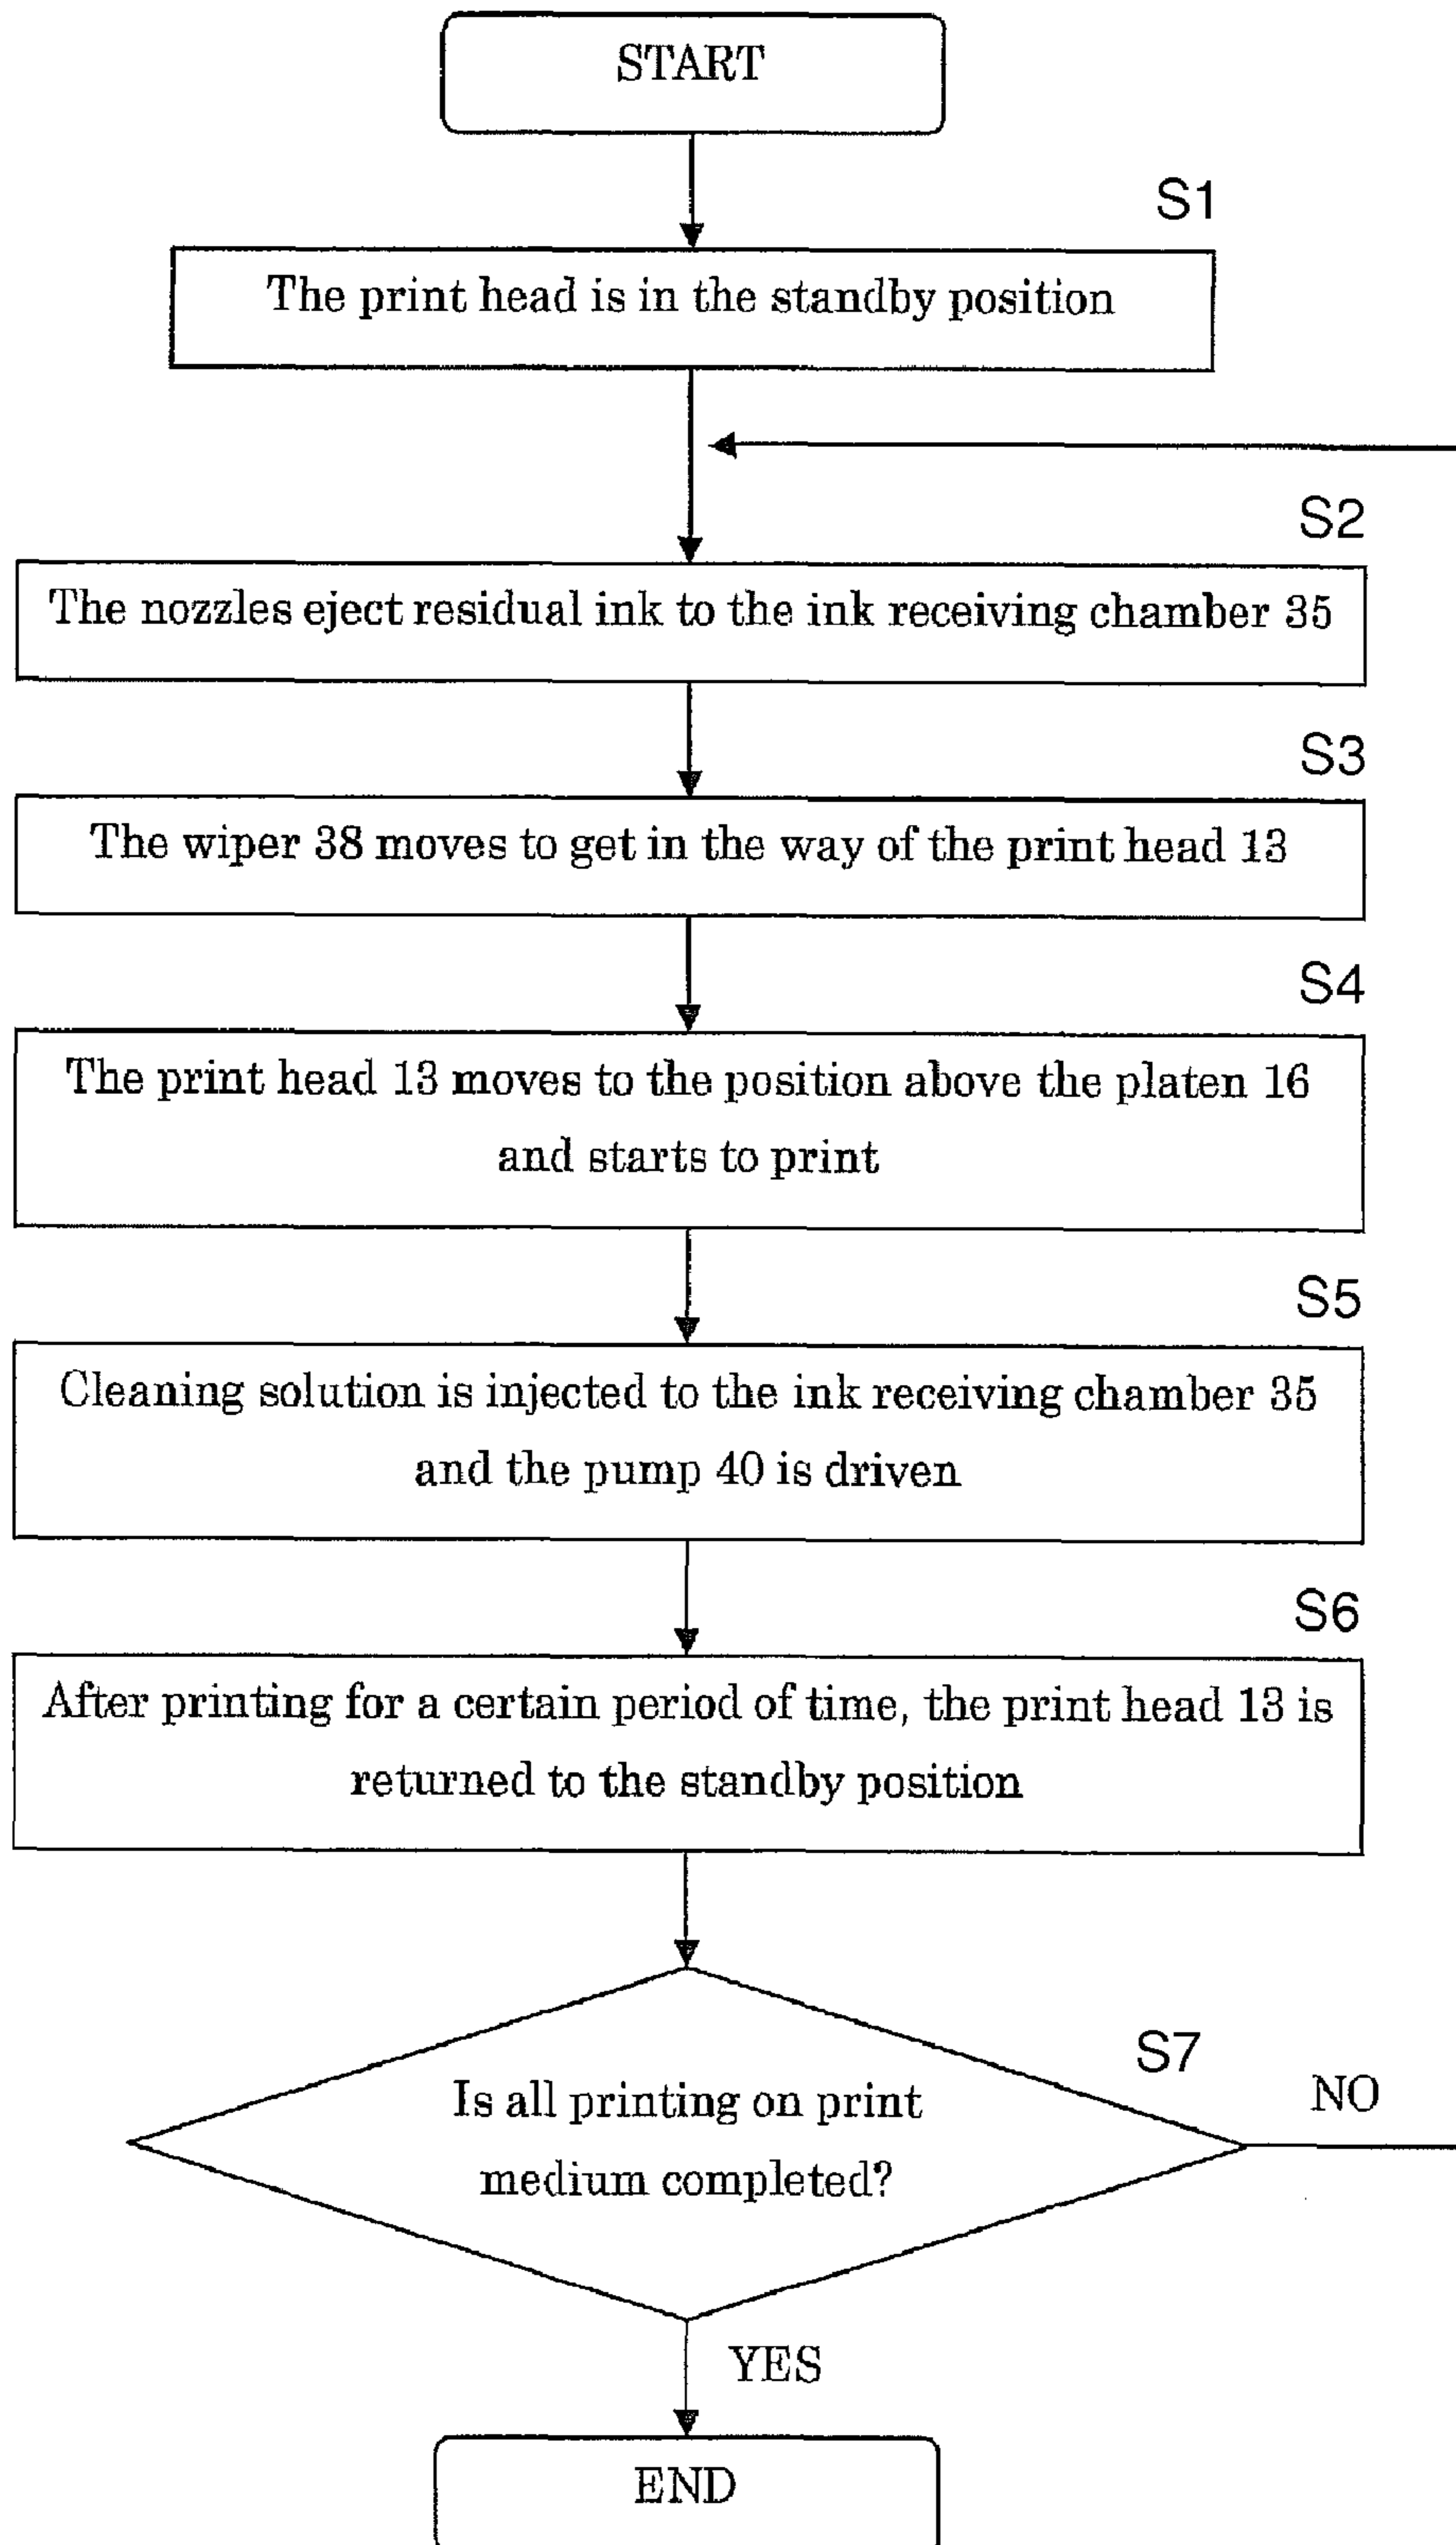 START
S1
The print head is in the standby position
S2
The nozzles eject residual ink to the ink receiving chamber 35
S3
The wiper 38 moves to get in the way of the print head 13
S4
The print head 13 moves to the position above the platen 16
and starts to print
S5
Cleaning solution is injected to the ink receiving chamber 35
and the pump 40 is driven
S6
After printing for a certain period of time, the print head 13 is
returned to the standby position
S7
Is all printing on print
medium completed?
NO
YES
END